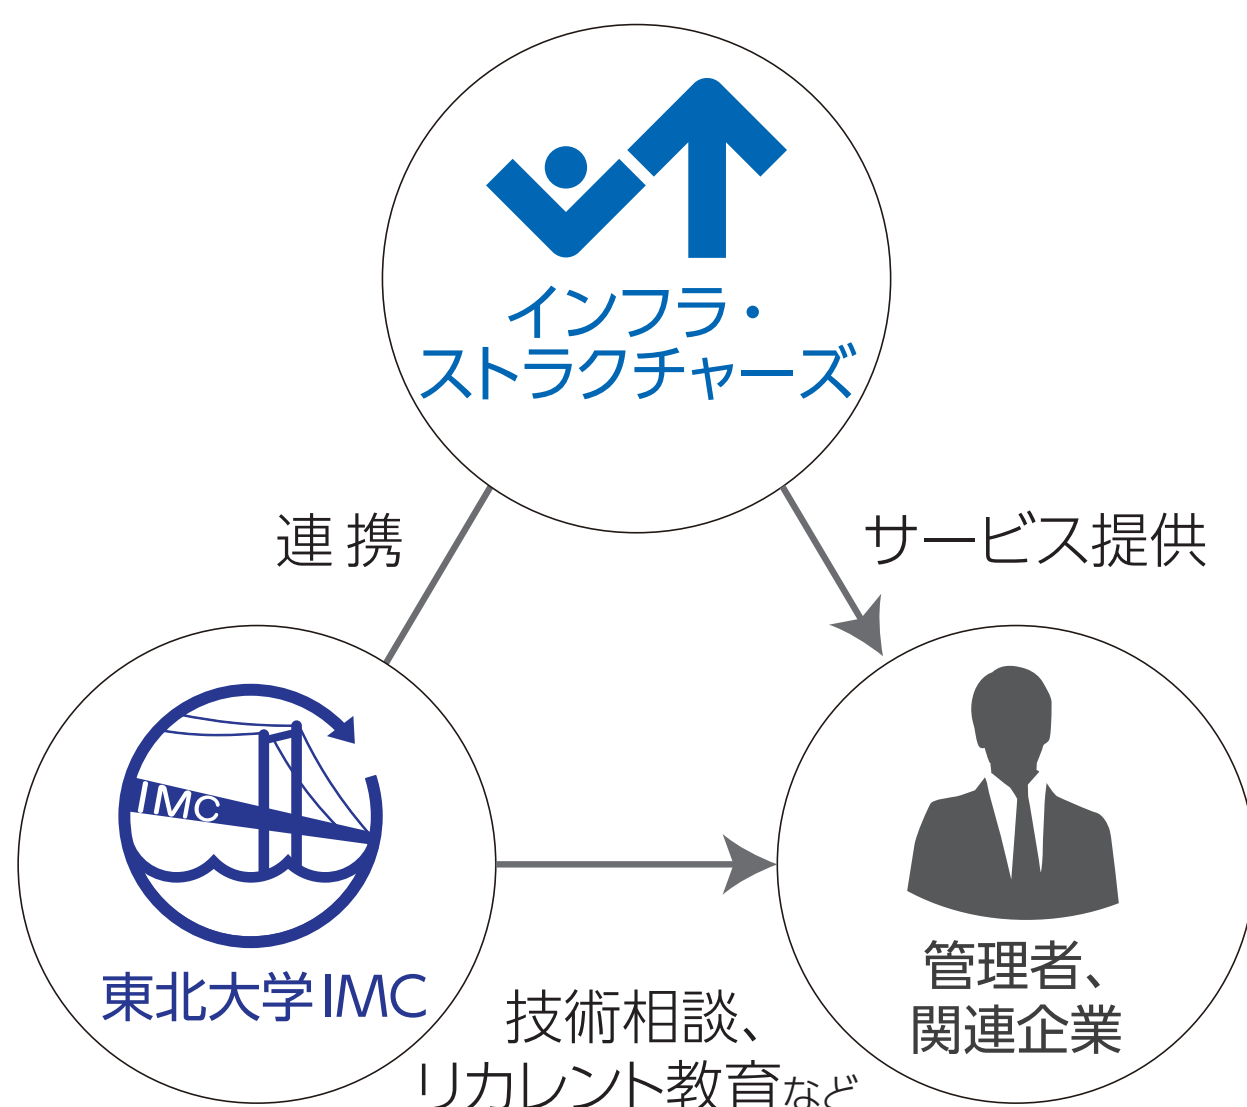 インフラ・
ストラクチャーズ
連携
サービス提供
IMC
東北大学IMC
管理者、
関連企業
技術相談、
リカレント教育など